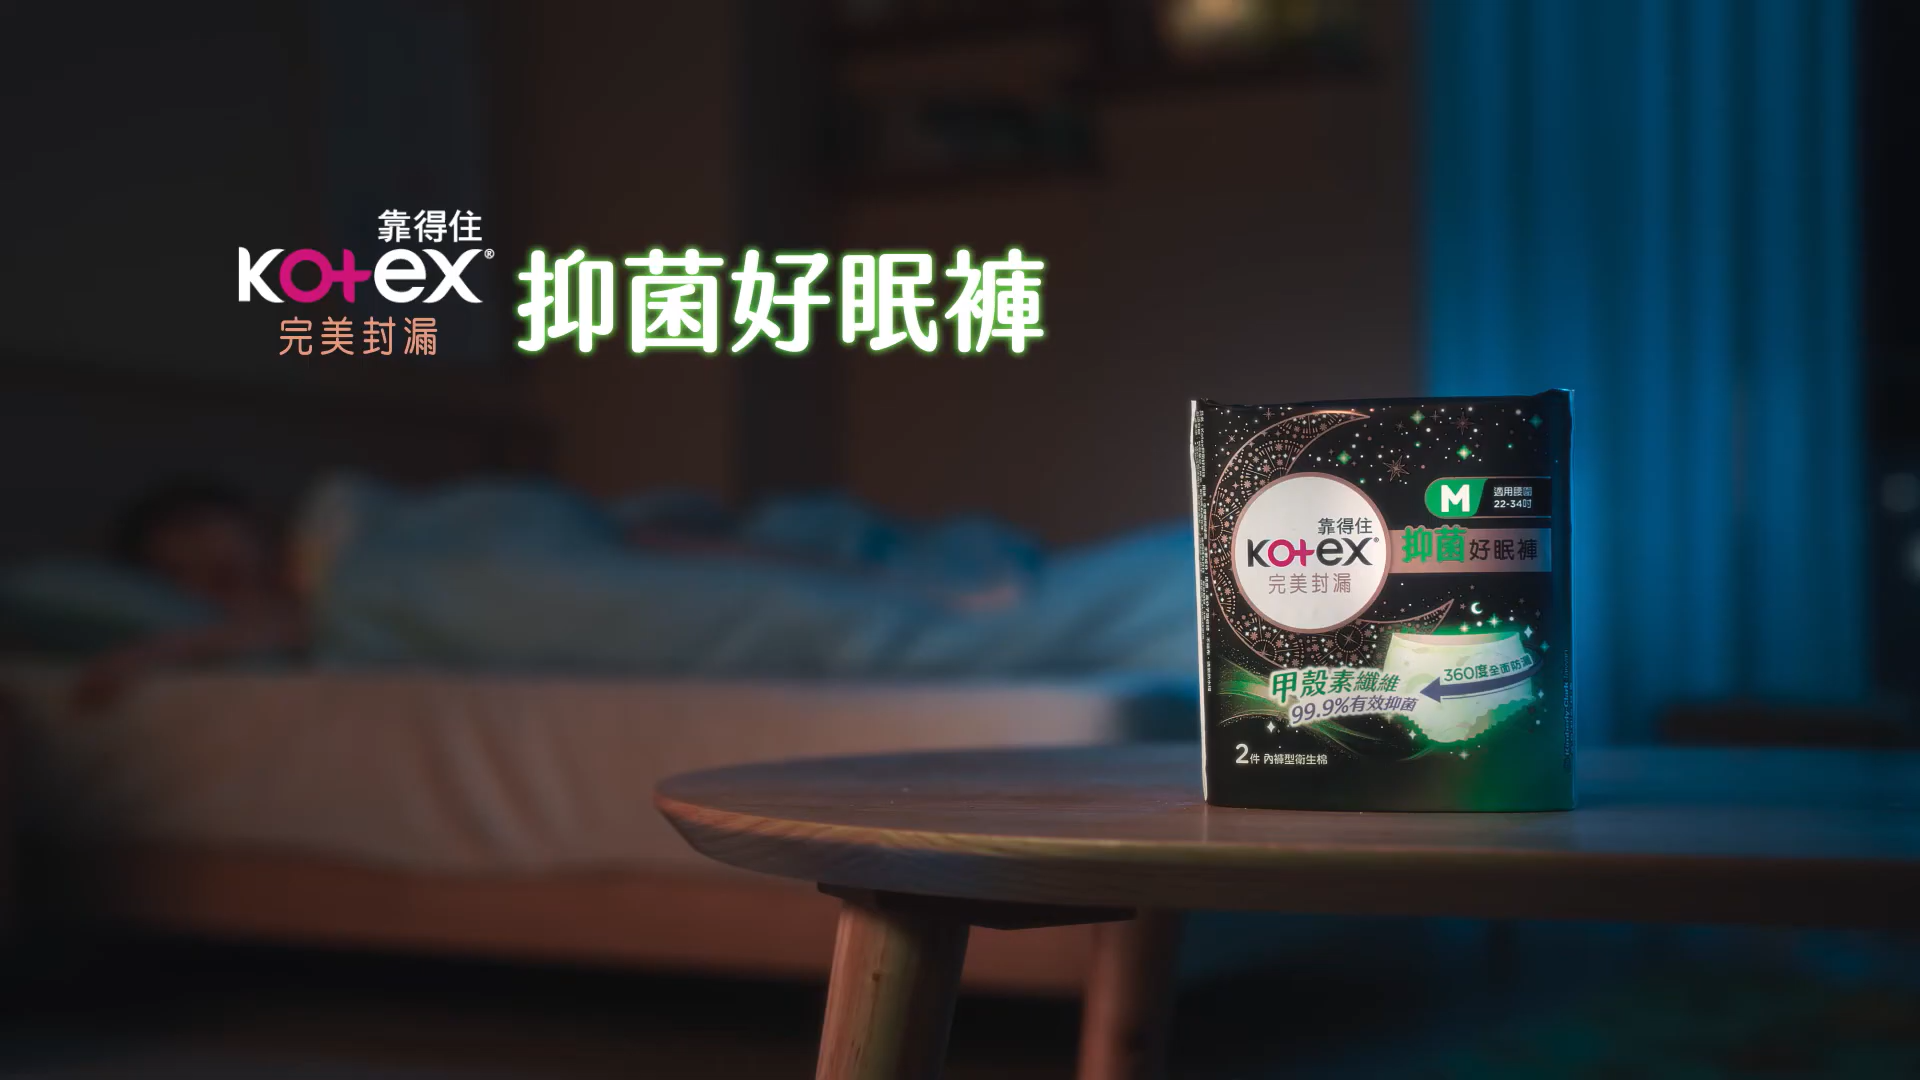 靠得住
Kotex®
完美封漏
抑菌好眠褲
M
適用腰圍
22-34吋
靠得住
Kotex®
完美封漏
抑菌好眠褲
甲殼素纖維
99.9%有效抑菌
360度全面防漏
2件 內褲型衛生棉